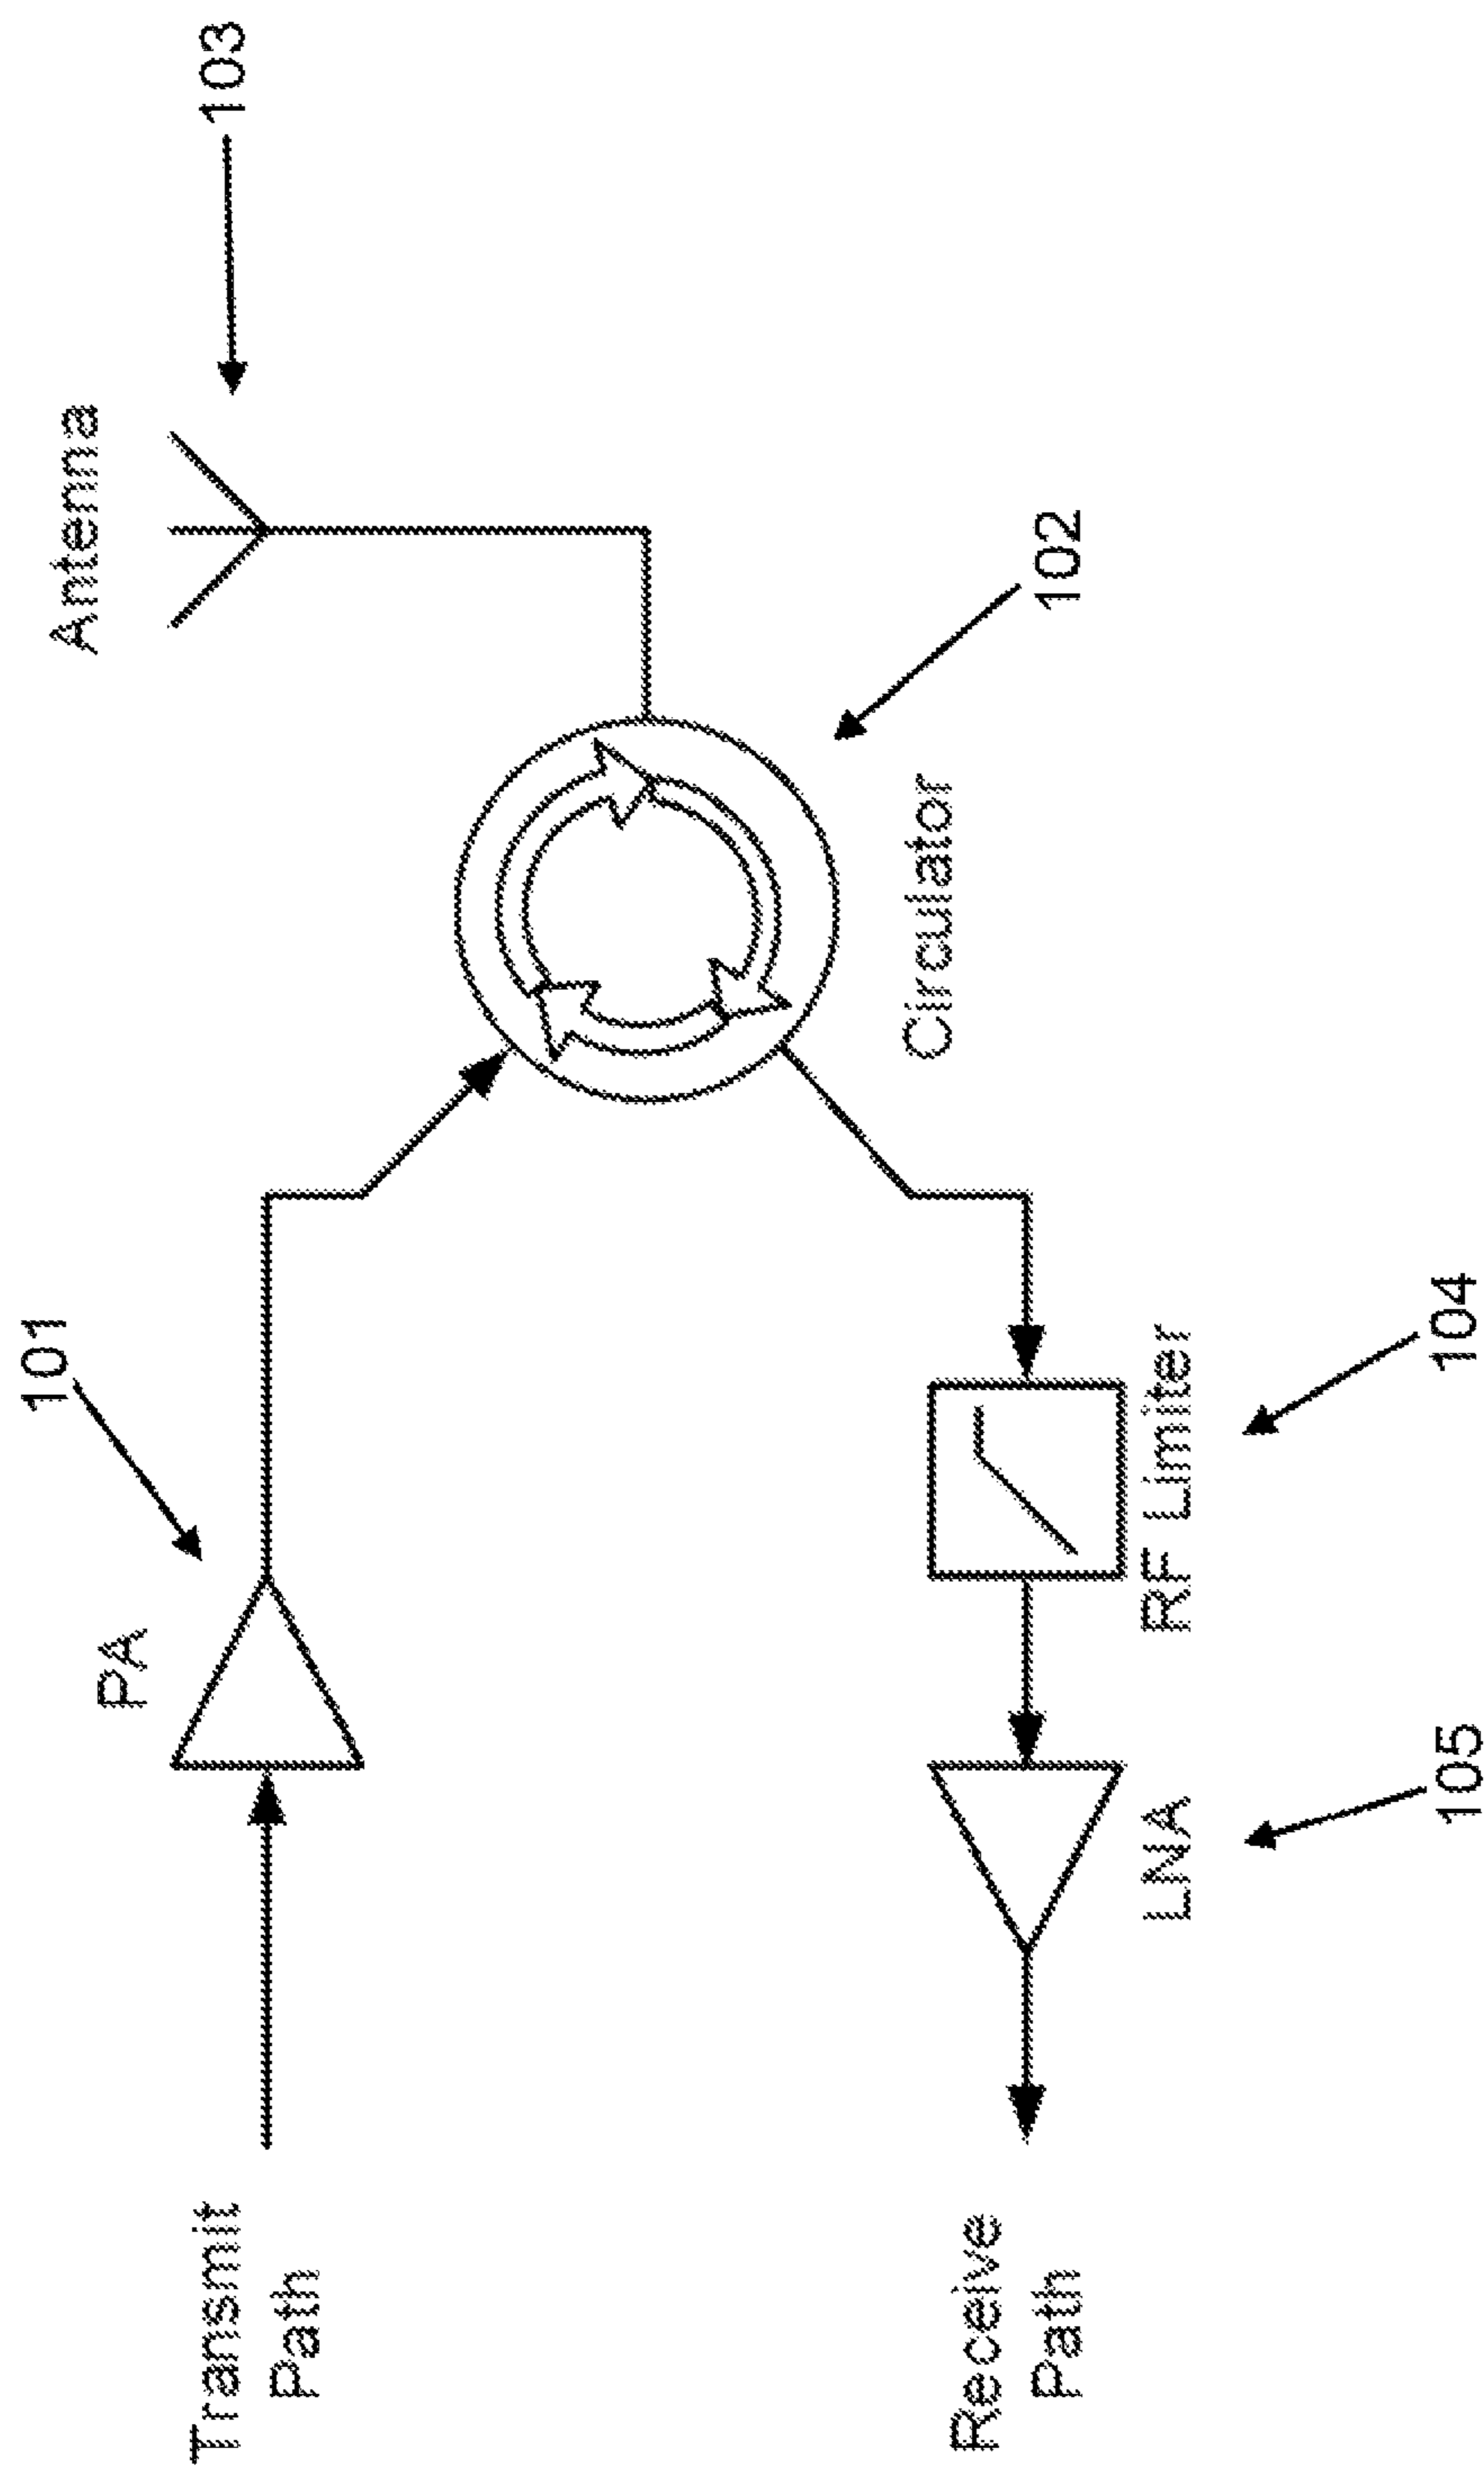 Antenna
103
101
PA
102
Transmit
Path
Circulator
Receive
Path
LNA
RF Limiter
105
104